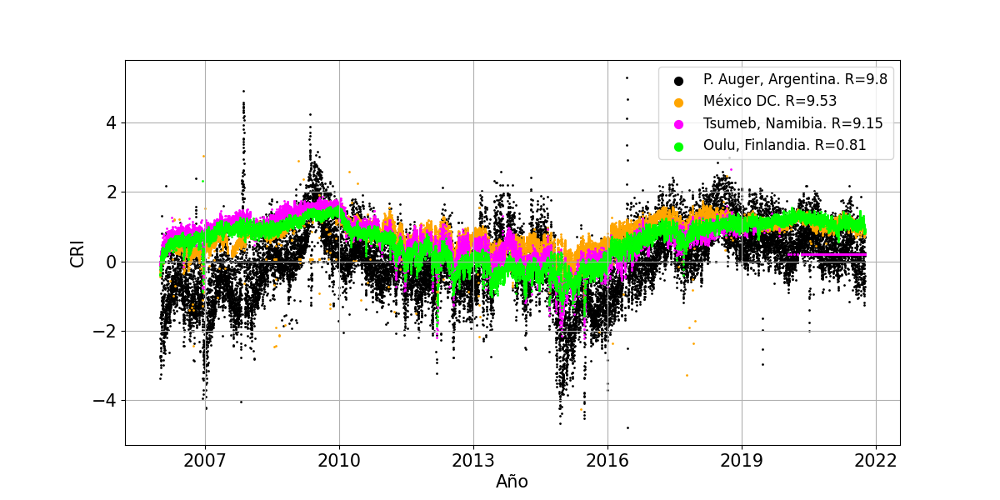 P. Auger, Argentina. R=9.8
México DC. R=9.53
Tsumeb, Namibia. R=9.15
Oulu, Finlandia. R=0.81
4
2
0
−2
−4
CRI
2007 2010 2013 2016 2019 2022
Año